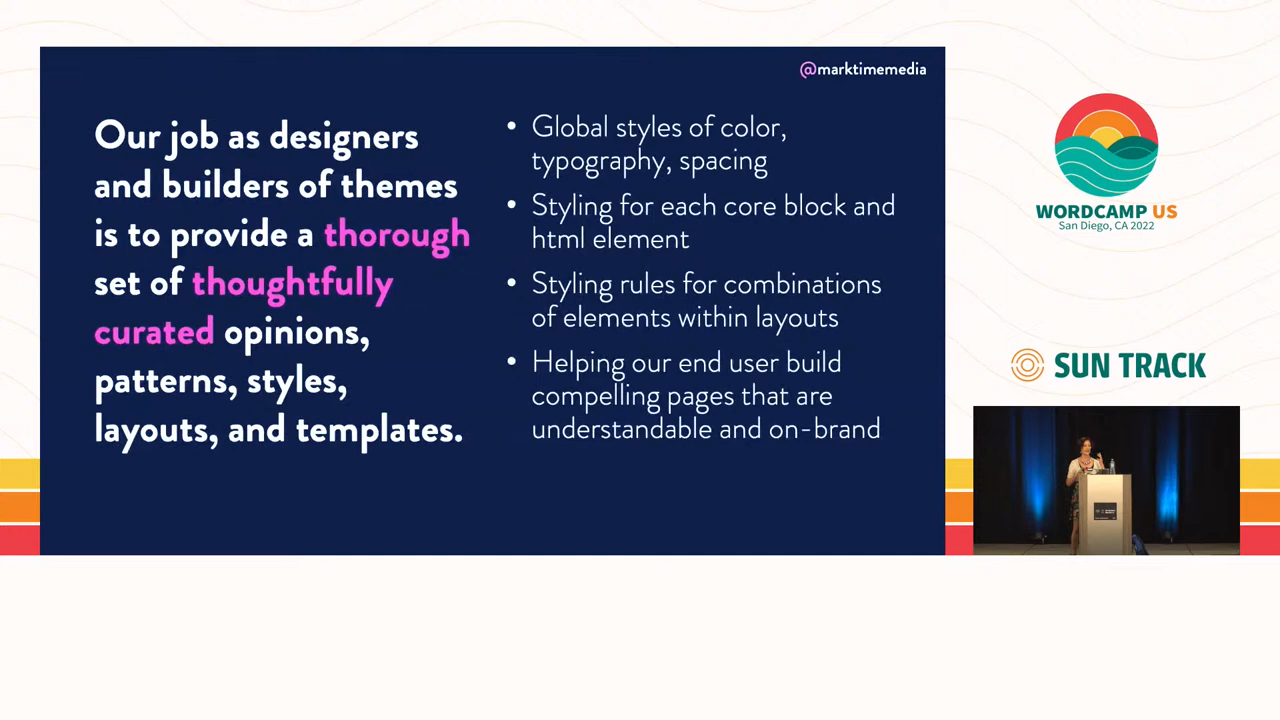 @marktimemedia
Our job as designers
and builders of themes
is to provide a thorough
set of thoughtfully
curated opinions,
patterns, styles,
layouts, and templates.
• Global styles of color,
typography, spacing
• Styling for each core block and
html element
• Styling rules for combinations
of elements within layouts
• Helping our end user build
compelling pages that are
understandable and on-brand
WORDCAMP US
San Diego, CA 2022
SUN TRACK